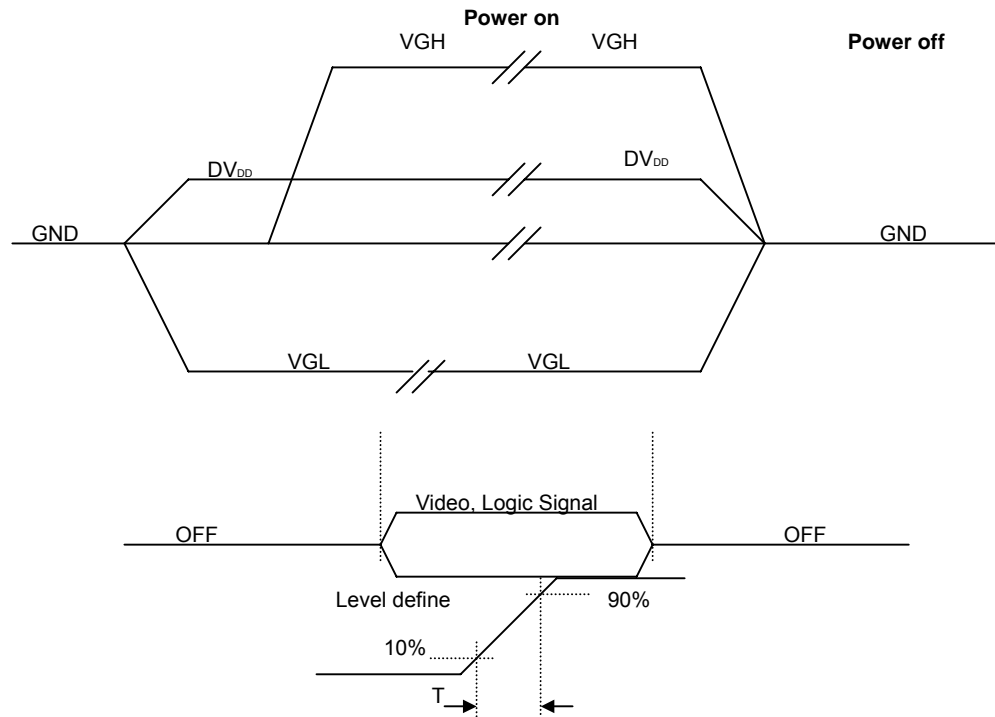 Power on
VGH
VGH
Power off
DVDD
DVDD
GND
GND
VGL
VGL
Video, Logic Signal
OFF
OFF
Level define
90%
10%
T